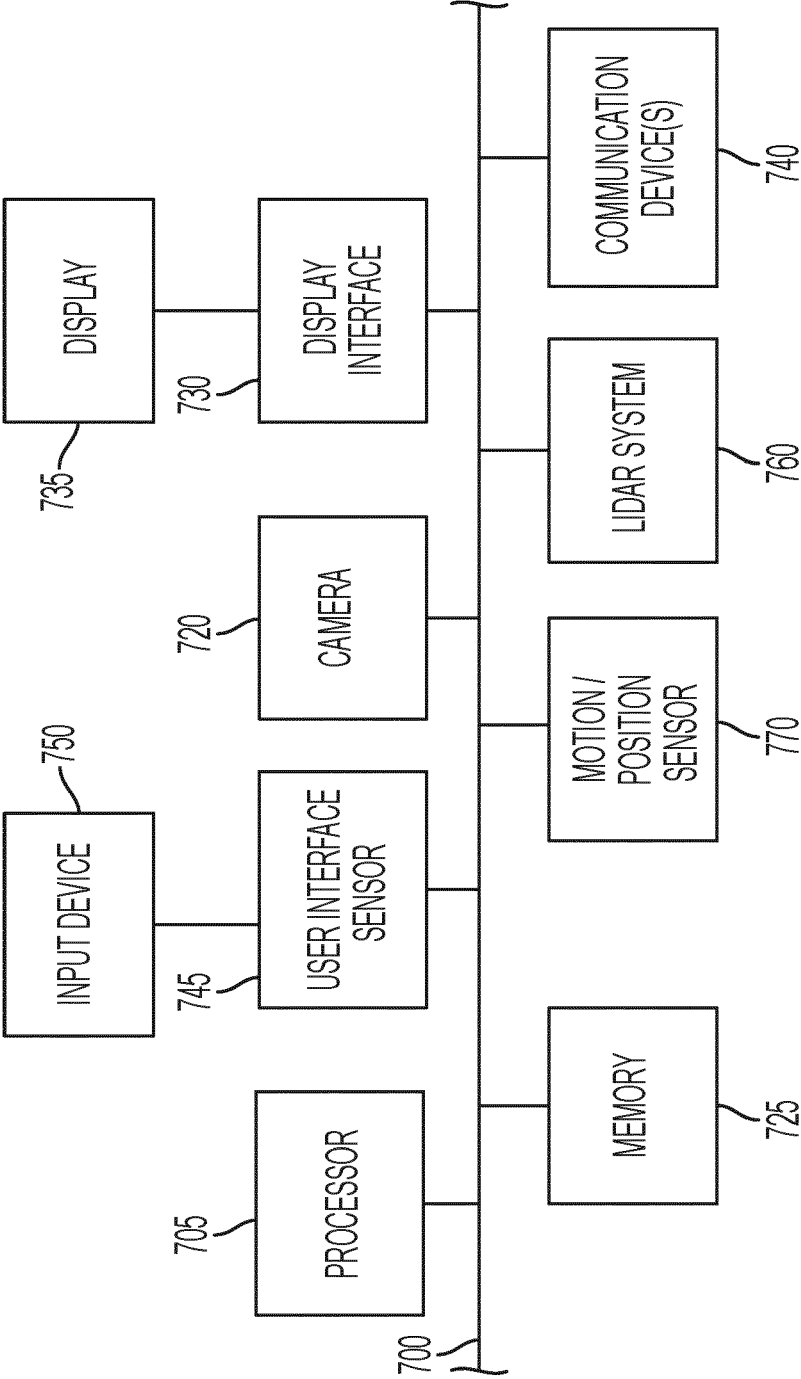 INPUT DEVICE
750
DISPLAY
735
PROCESSOR
705
USER INTERFACE
SENSOR
745
CAMERA
720
DISPLAY
INTERFACE
730
700
MEMORY
725
MOTION /
POSITION
SENSOR
770
LIDAR SYSTEM
760
COMMUNICATION
DEVICE(S)
740